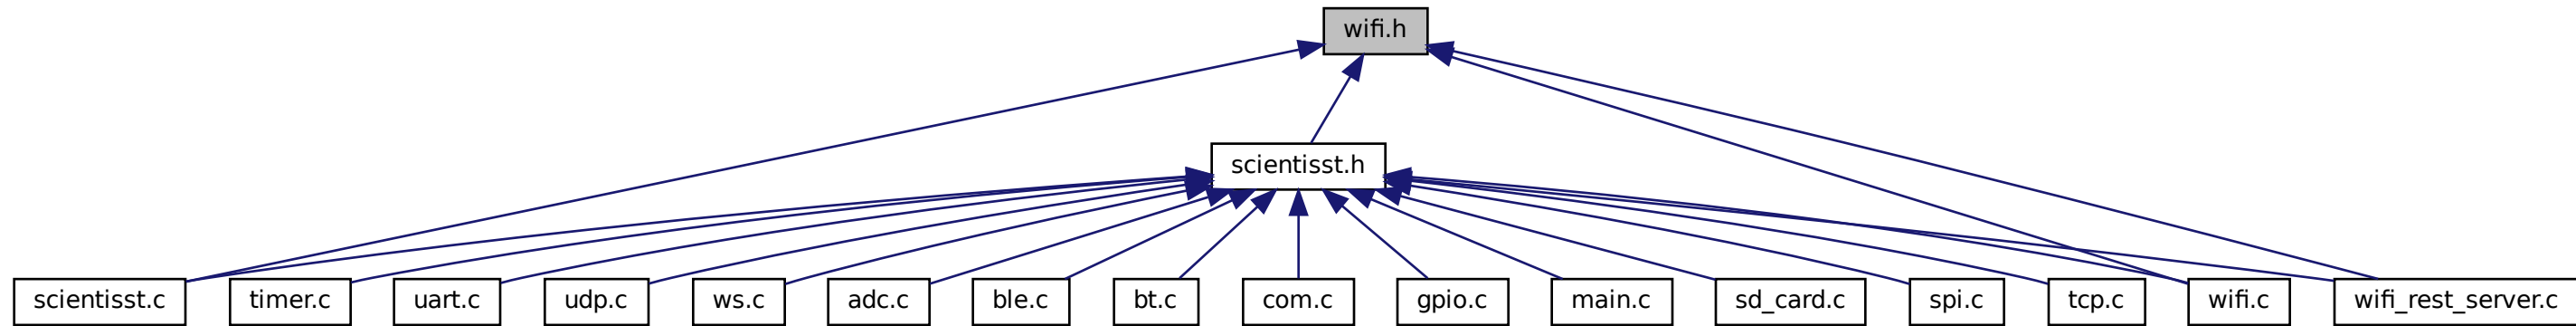 wifi.h
scientisst.h
scientisst.c
timer.c
uart.c
udp.c
ws.c
adc.c
ble.c
bt.c
com.c
gpio.c
main.c
sd_card.c
spi.c
tcp.c
wifi.c
wifi_rest_server.c